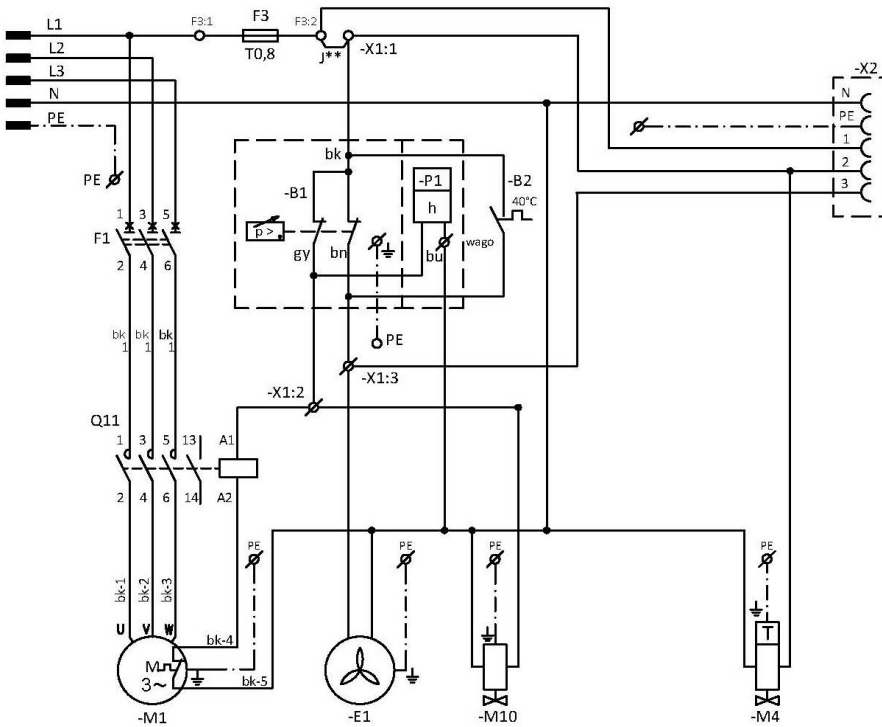 L1 F3:1 F3 F3:2
T0,8 j** -X1:1
L2
L3
N
PE
-X2
N
PE
1
2
3
PE
bk
-B1 -P1 -B2
h 40°C
p >
gy bn bu wago
PE
1 3 5
F1
2 4 6
bk 1 bk 1 bk 1
-X1:2 -X1:3
Q11
1 3 5 13 A1
2 4 6 14 A2
PE PE PE PE
bk-1 bk-2 bk-3
U V W
bk-4
M
3~
bk-5
T
-M1 -E1 -M10 -M4